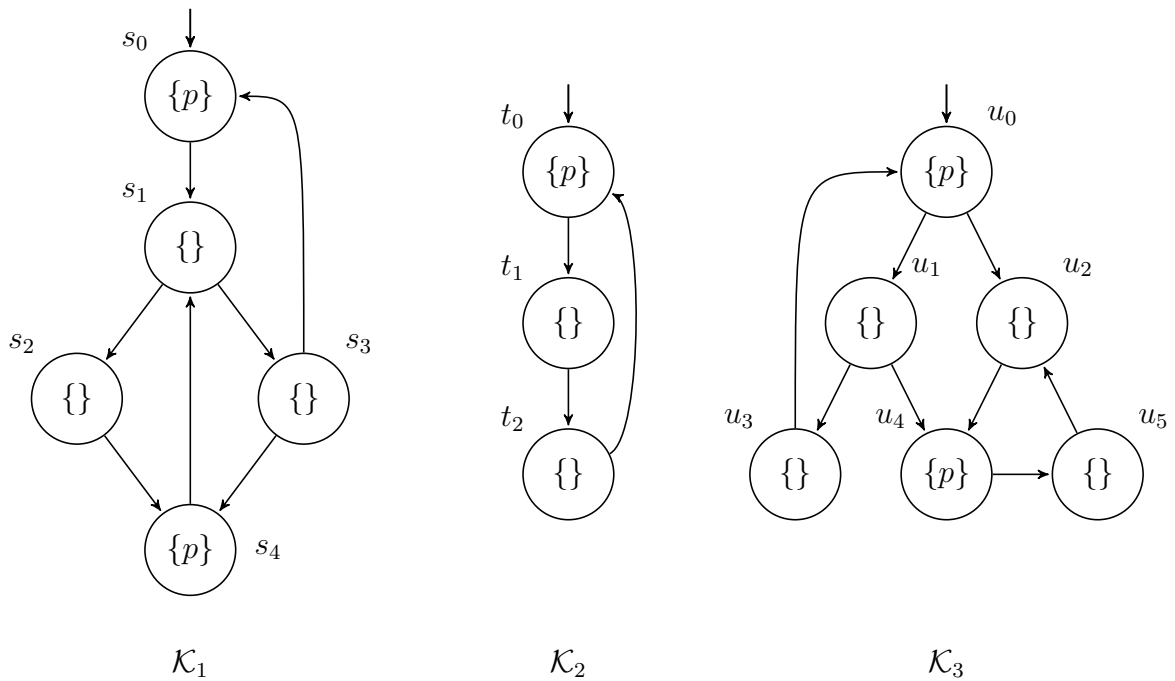 s₀
{p}
s₁
{}
s₂
{}
s₃
{}
{p}
s₄
𝒦₁
t₀
{p}
t₁
{}
t₂
{}
𝒦₂
u₀
{p}
u₁
{}
u₂
{}
u₃
{}
u₄
{p}
u₅
{}
𝒦₃